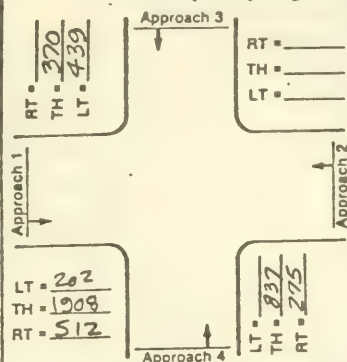 Approach 3
RT =
TH = 370
LT = 439
RT =
TH =
LT =
Approach 1
Approach 2
LT = 202
TH = 1908
RT = 512
LT =
TH = 837
RT = 275
Approach 4